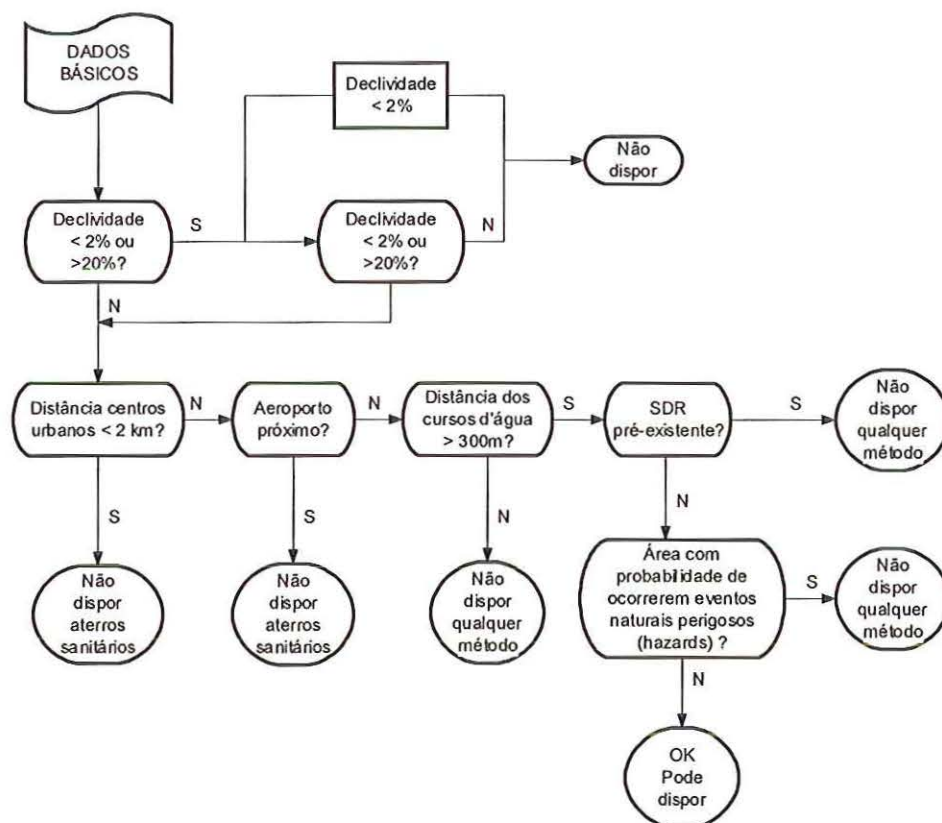 DADOS
BÁSICOS
Declividade
< 2%
Não
dispor
Declividade
< 2% ou
>20%?
S
Declividade
< 2% ou
>20%?
N
N
Distância centros
urbanos < 2 km?
N
Aeroporto
próximo?
N
Distância dos
cursos d'água
> 300m?
S
SDR
pré-existente?
S
Não
dispor
qualquer
método
S
S
N
N
Não
dispor
aterros
sanitários
Não
dispor
aterros
sanitários
Não
dispor
qualquer
método
Área com
probabilidade de
ocorrerem eventos
naturais perigosos
(hazards) ?
S
Não
dispor
qualquer
método
N
OK
Pode
dispor